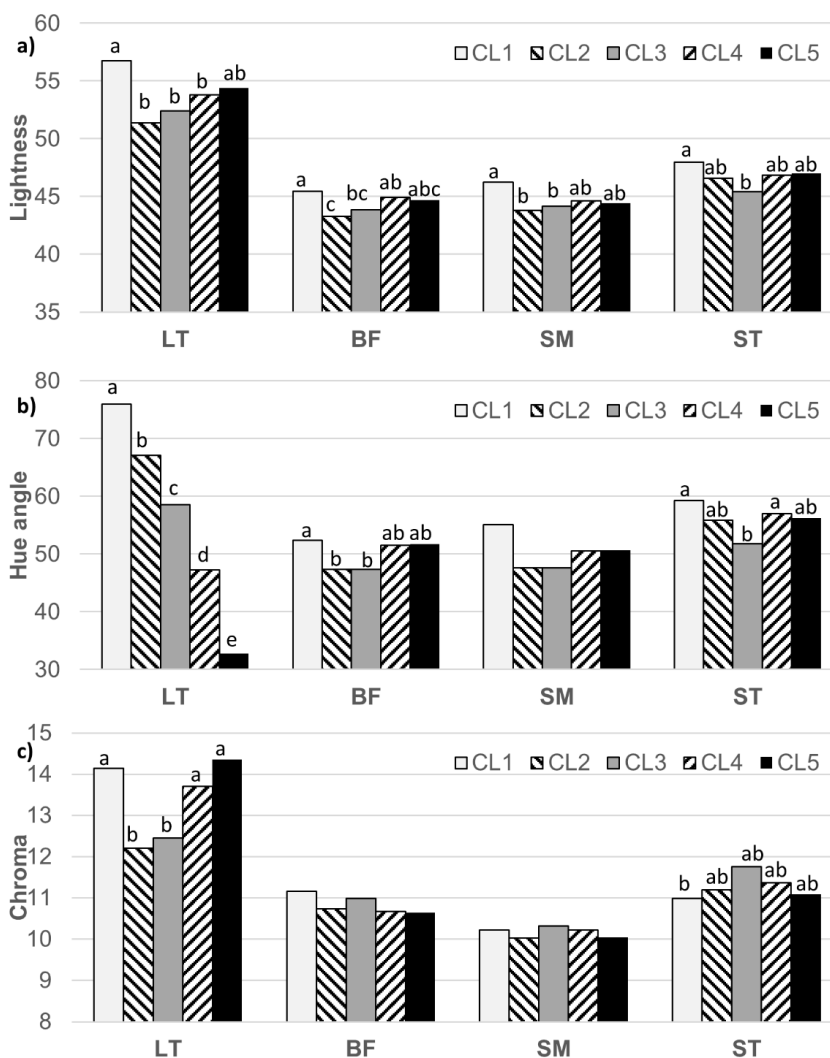 a)
Lightness
60
55
50
45
40
35
CL1 CL2 CL3 CL4 CL5
a b b b ab
a c bc ab abc
a b b ab ab
a ab b ab ab
LT BF SM ST
b)
Hue angle
80
70
60
50
40
30
CL1 CL2 CL3 CL4 CL5
a b c d e
a b b ab ab
a ab b a ab
LT BF SM ST
c)
Chroma
15
14
13
12
11
10
9
8
CL1 CL2 CL3 CL4 CL5
a b b a a
b ab ab ab ab
LT BF SM ST